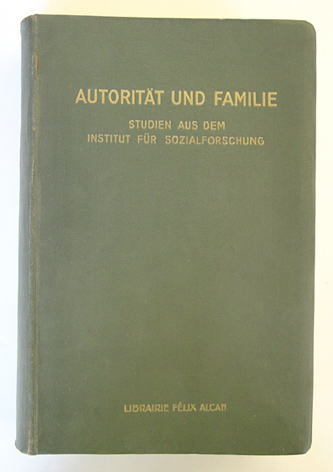 AUTORITÄT UND FAMILIE
STUDIEN AUS DEM
INSTITUT FÜR SOZIALFORSCHUNG
LIBRAIRIE FÉLIX ALCAN